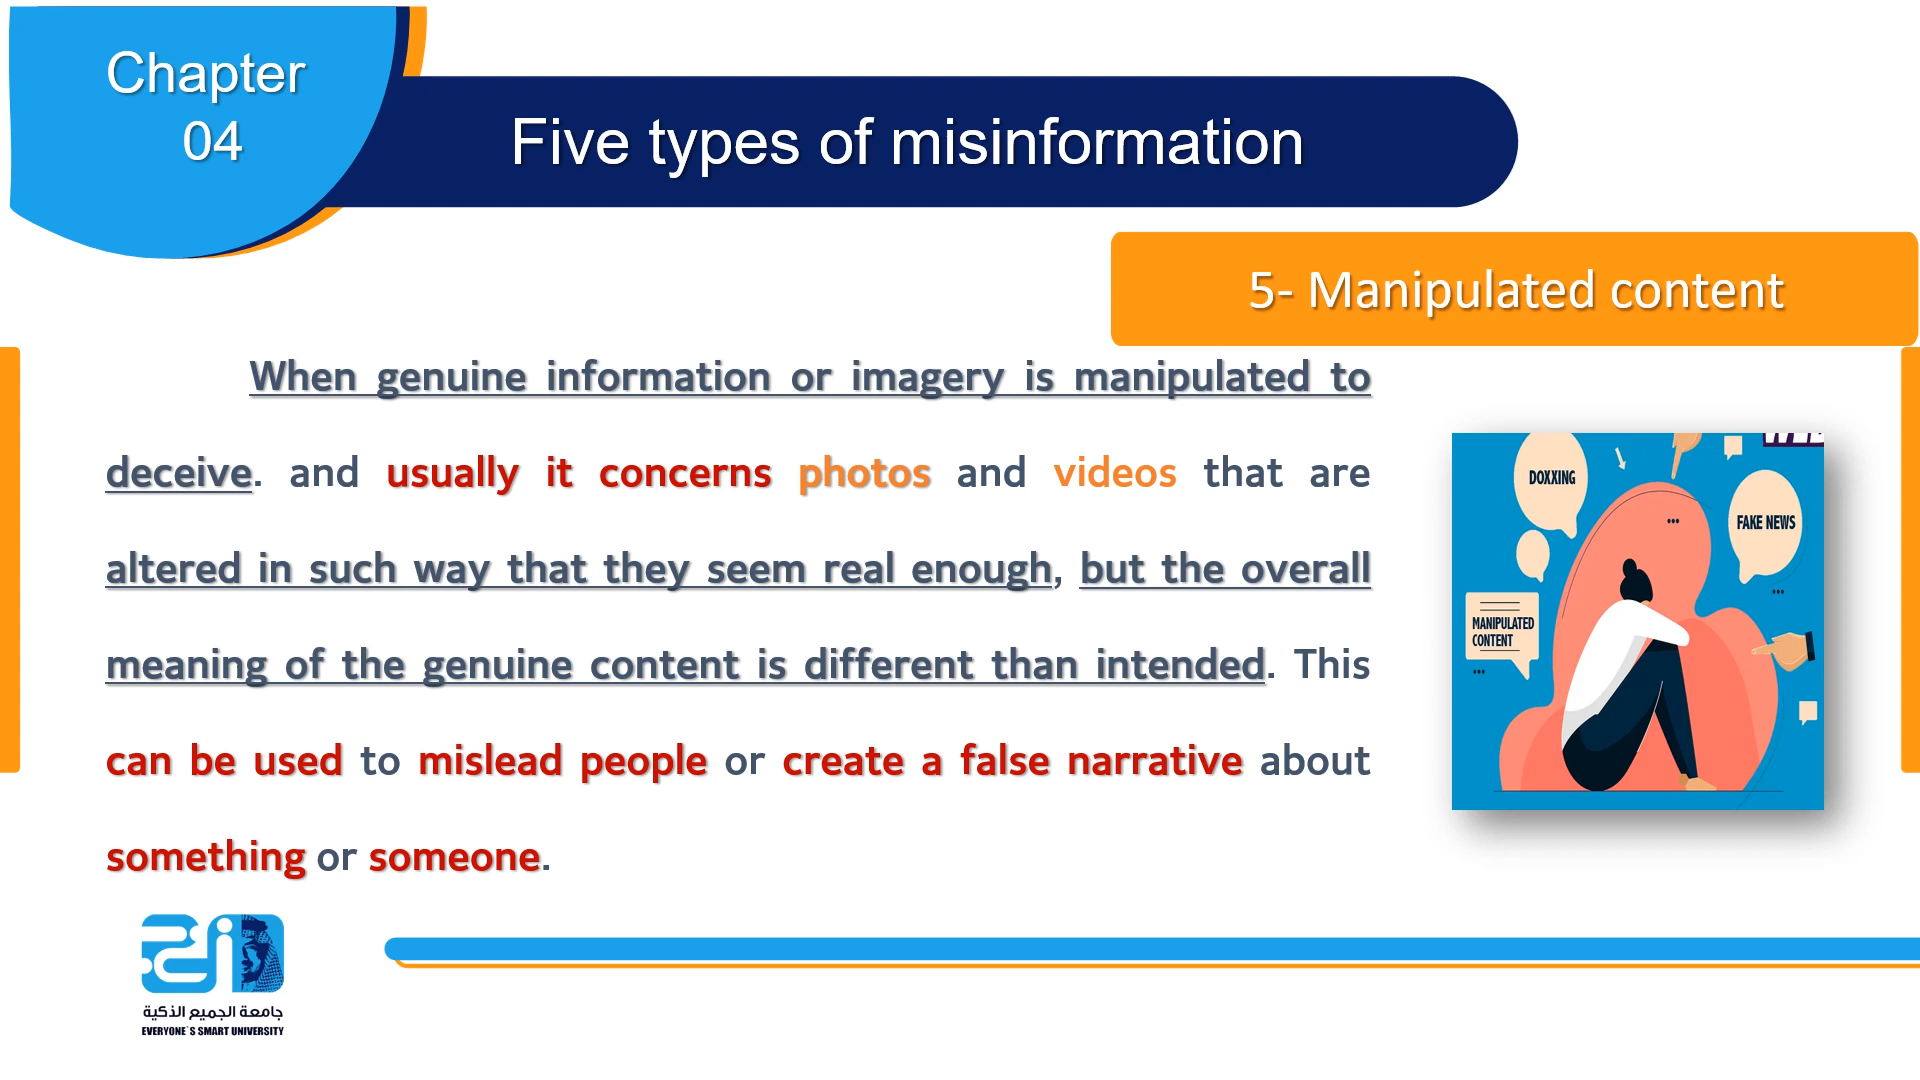 Chapter
04
Five types of misinformation
5- Manipulated content
When genuine information or imagery is manipulated to
deceive. and usually it concerns photos and videos that are
altered in such way that they seem real enough, but the overall
meaning of the genuine content is different than intended. This
can be used to mislead people or create a false narrative about
something or someone.
DOXXING
FAKE NEWS
MANIPULATED
CONTENT
جامعة الجميع الذكية
EVERYONE`S SMART UNIVERSITY